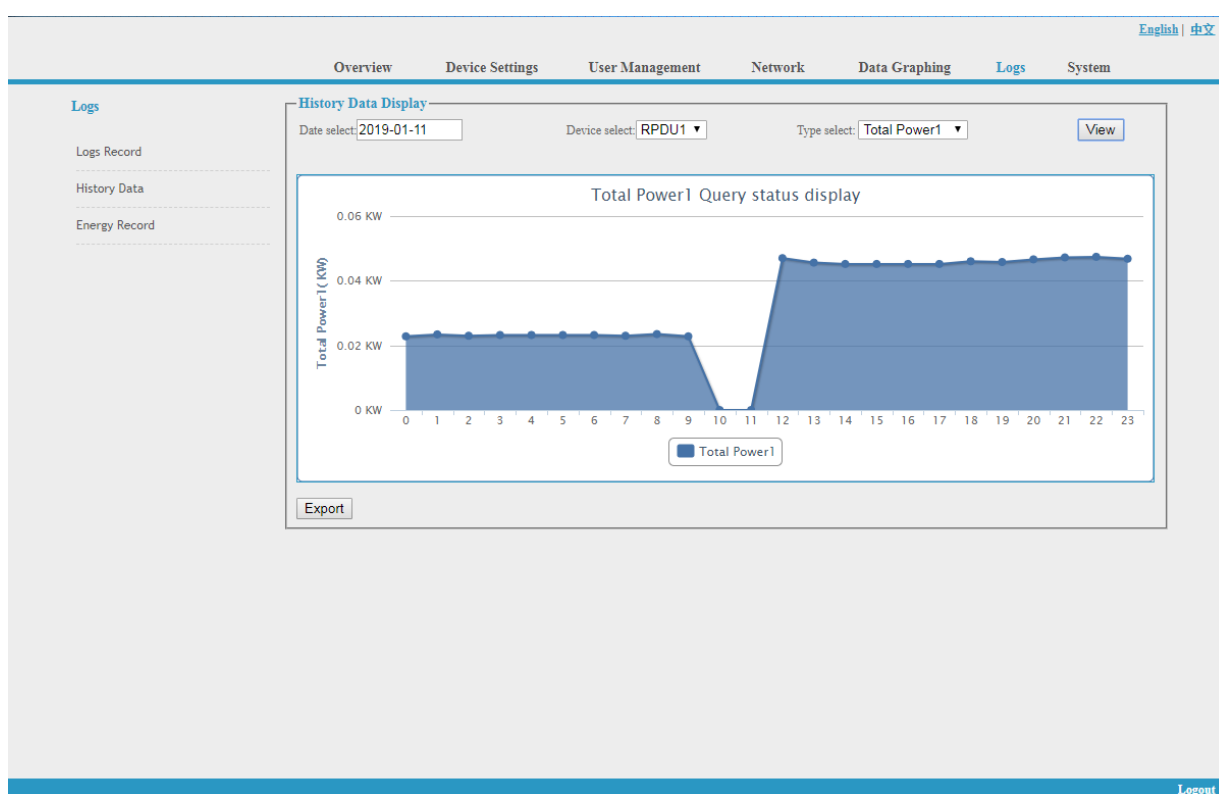 English | 中文
Overview Device Settings User Management Network Data Graphing Logs System
Logs
Logs Record
History Data
Energy Record
History Data Display
Date select: 2019-01-11 Device select: RPDU1 Type select: Total Power1 View
Total Power1 Query status display
Total Power1( KW)
0.06 KW
0.04 KW
0.02 KW
0 KW
0 1 2 3 4 5 6 7 8 9 10 11 12 13 14 15 16 17 18 19 20 21 22 23
Total Power1
Export
Logout